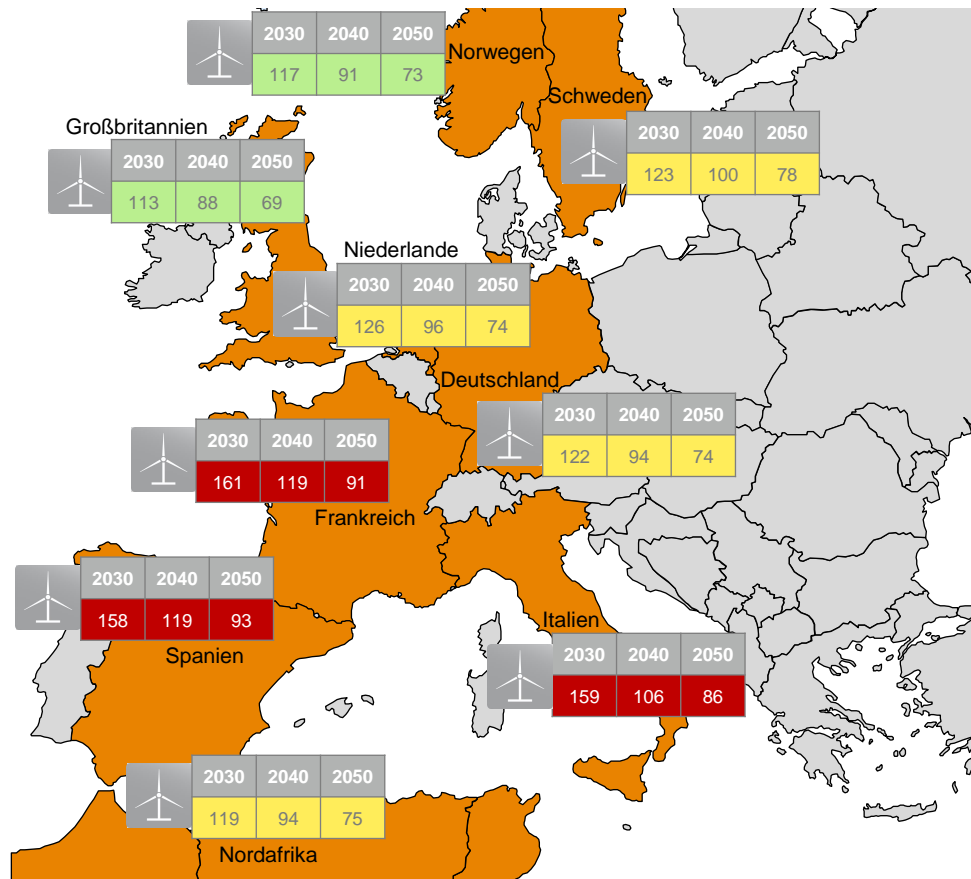 2030 2040 2050
117 91 73
Norwegen
Schweden
2030 2040 2050
123 100 78
Großbritannien
2030 2040 2050
113 88 69
Niederlande
2030 2040 2050
126 96 74
Deutschland
2030 2040 2050
122 94 74
2030 2040 2050
161 119 91
Frankreich
2030 2040 2050
158 119 93
Spanien
Italien
2030 2040 2050
159 106 86
2030 2040 2050
119 94 75
Nordafrika